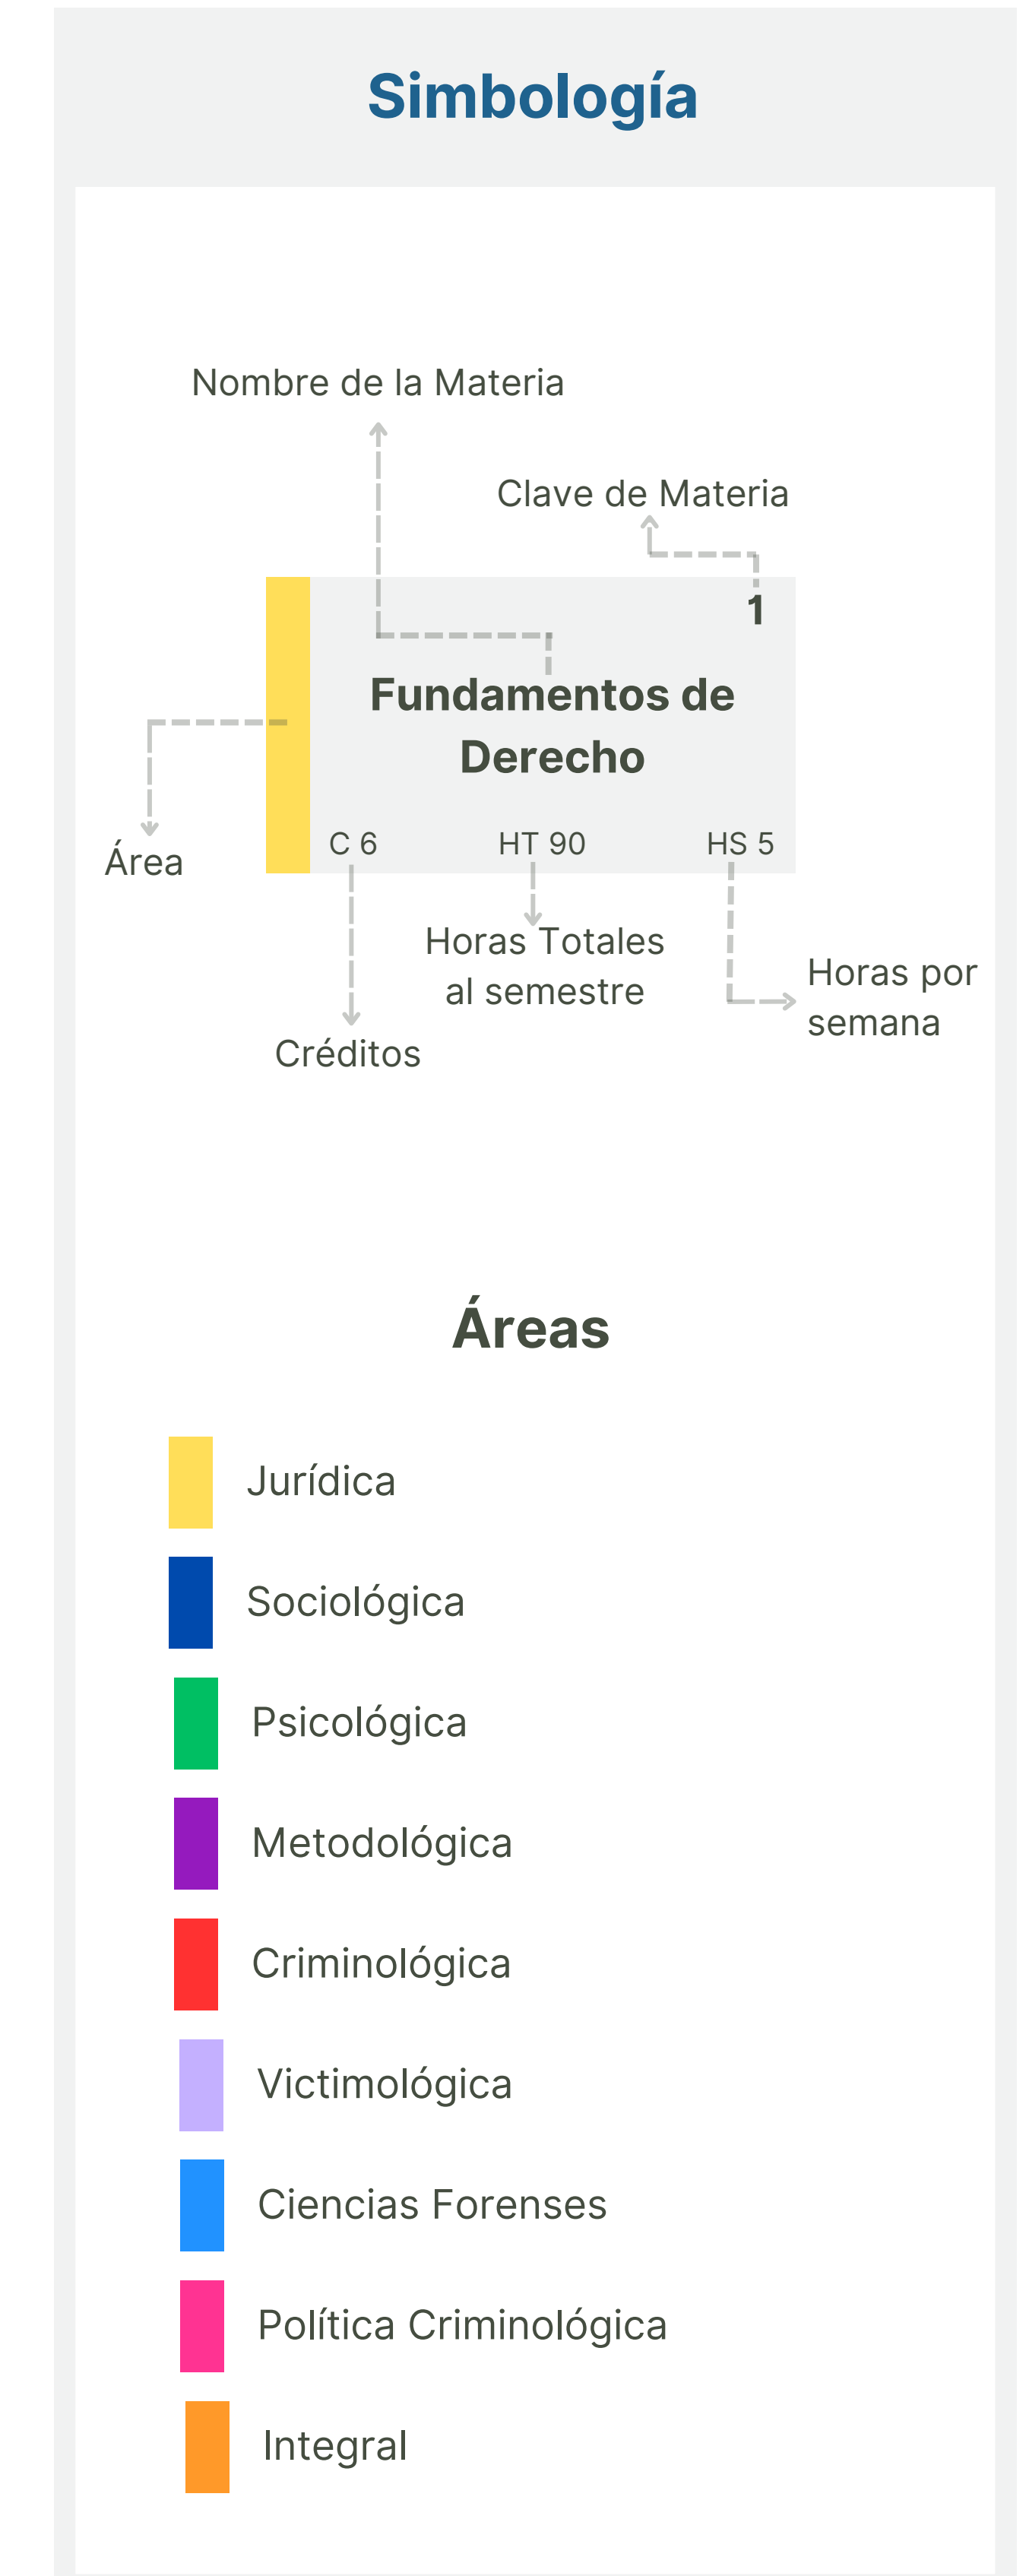 Simbología
Nombre de la Materia
Clave de Materia
1
Fundamentos de
Derecho
C 6
HT 90
HS 5
Área
Horas Totales
al semestre
Horas por
semana
Créditos
Áreas
Jurídica
Sociológica
Psicológica
Metodológica
Criminológica
Victimológica
Ciencias Forenses
Política Criminológica
Integral